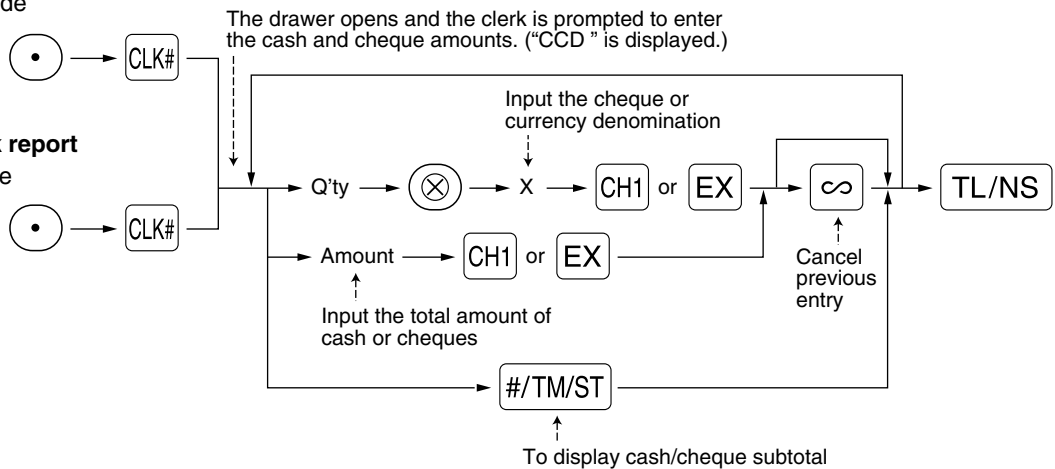 de
The drawer opens and the clerk is prompted to enter
the cash and cheque amounts. (“CCD ” is displayed.)
• CLK#
Input the cheque or
currency denomination
report
e
Q'ty ⊗ X CH1 or EX ∞ TL/NS
• CLK#
Amount CH1 or EX
Cancel
previous
entry
Input the total amount of
cash or cheques
#/TM/ST
To display cash/cheque subtotal